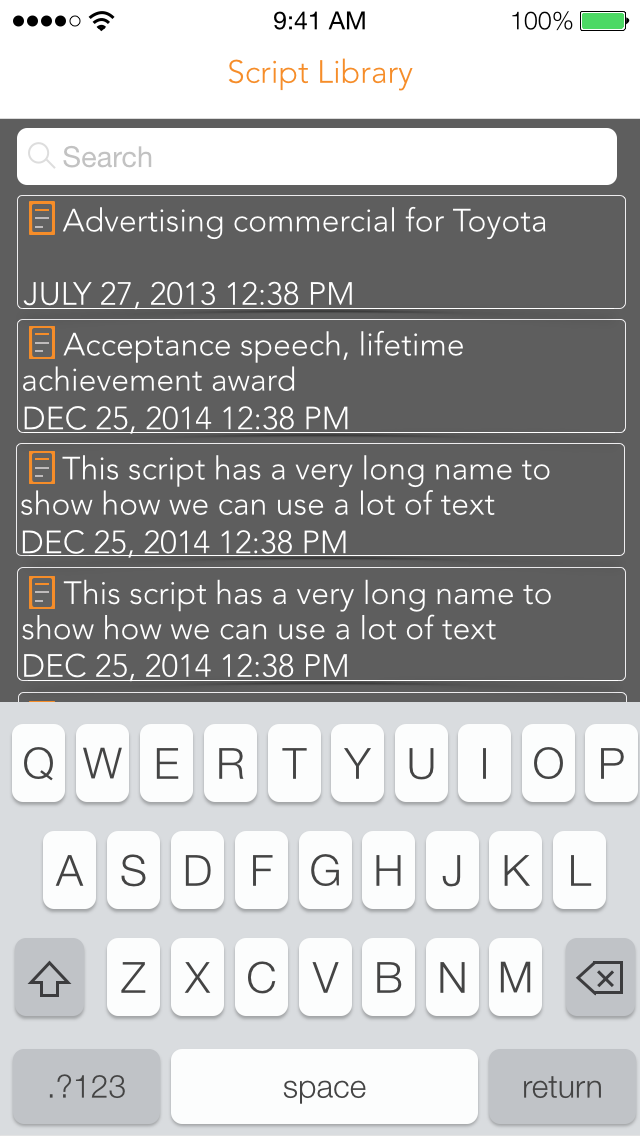 9:41 AM 100%
Script Library
Search
Advertising commercial for Toyota
JULY 27, 2013 12:38 PM
Acceptance speech, lifetime
achievement award
DEC 25, 2014 12:38 PM
This script has a very long name to
show how we can use a lot of text
DEC 25, 2014 12:38 PM
This script has a very long name to
show how we can use a lot of text
DEC 25, 2014 12:38 PM
Q W E R T Y U I O P
A S D F G H J K L
Z X C V B N M
.?123 space return